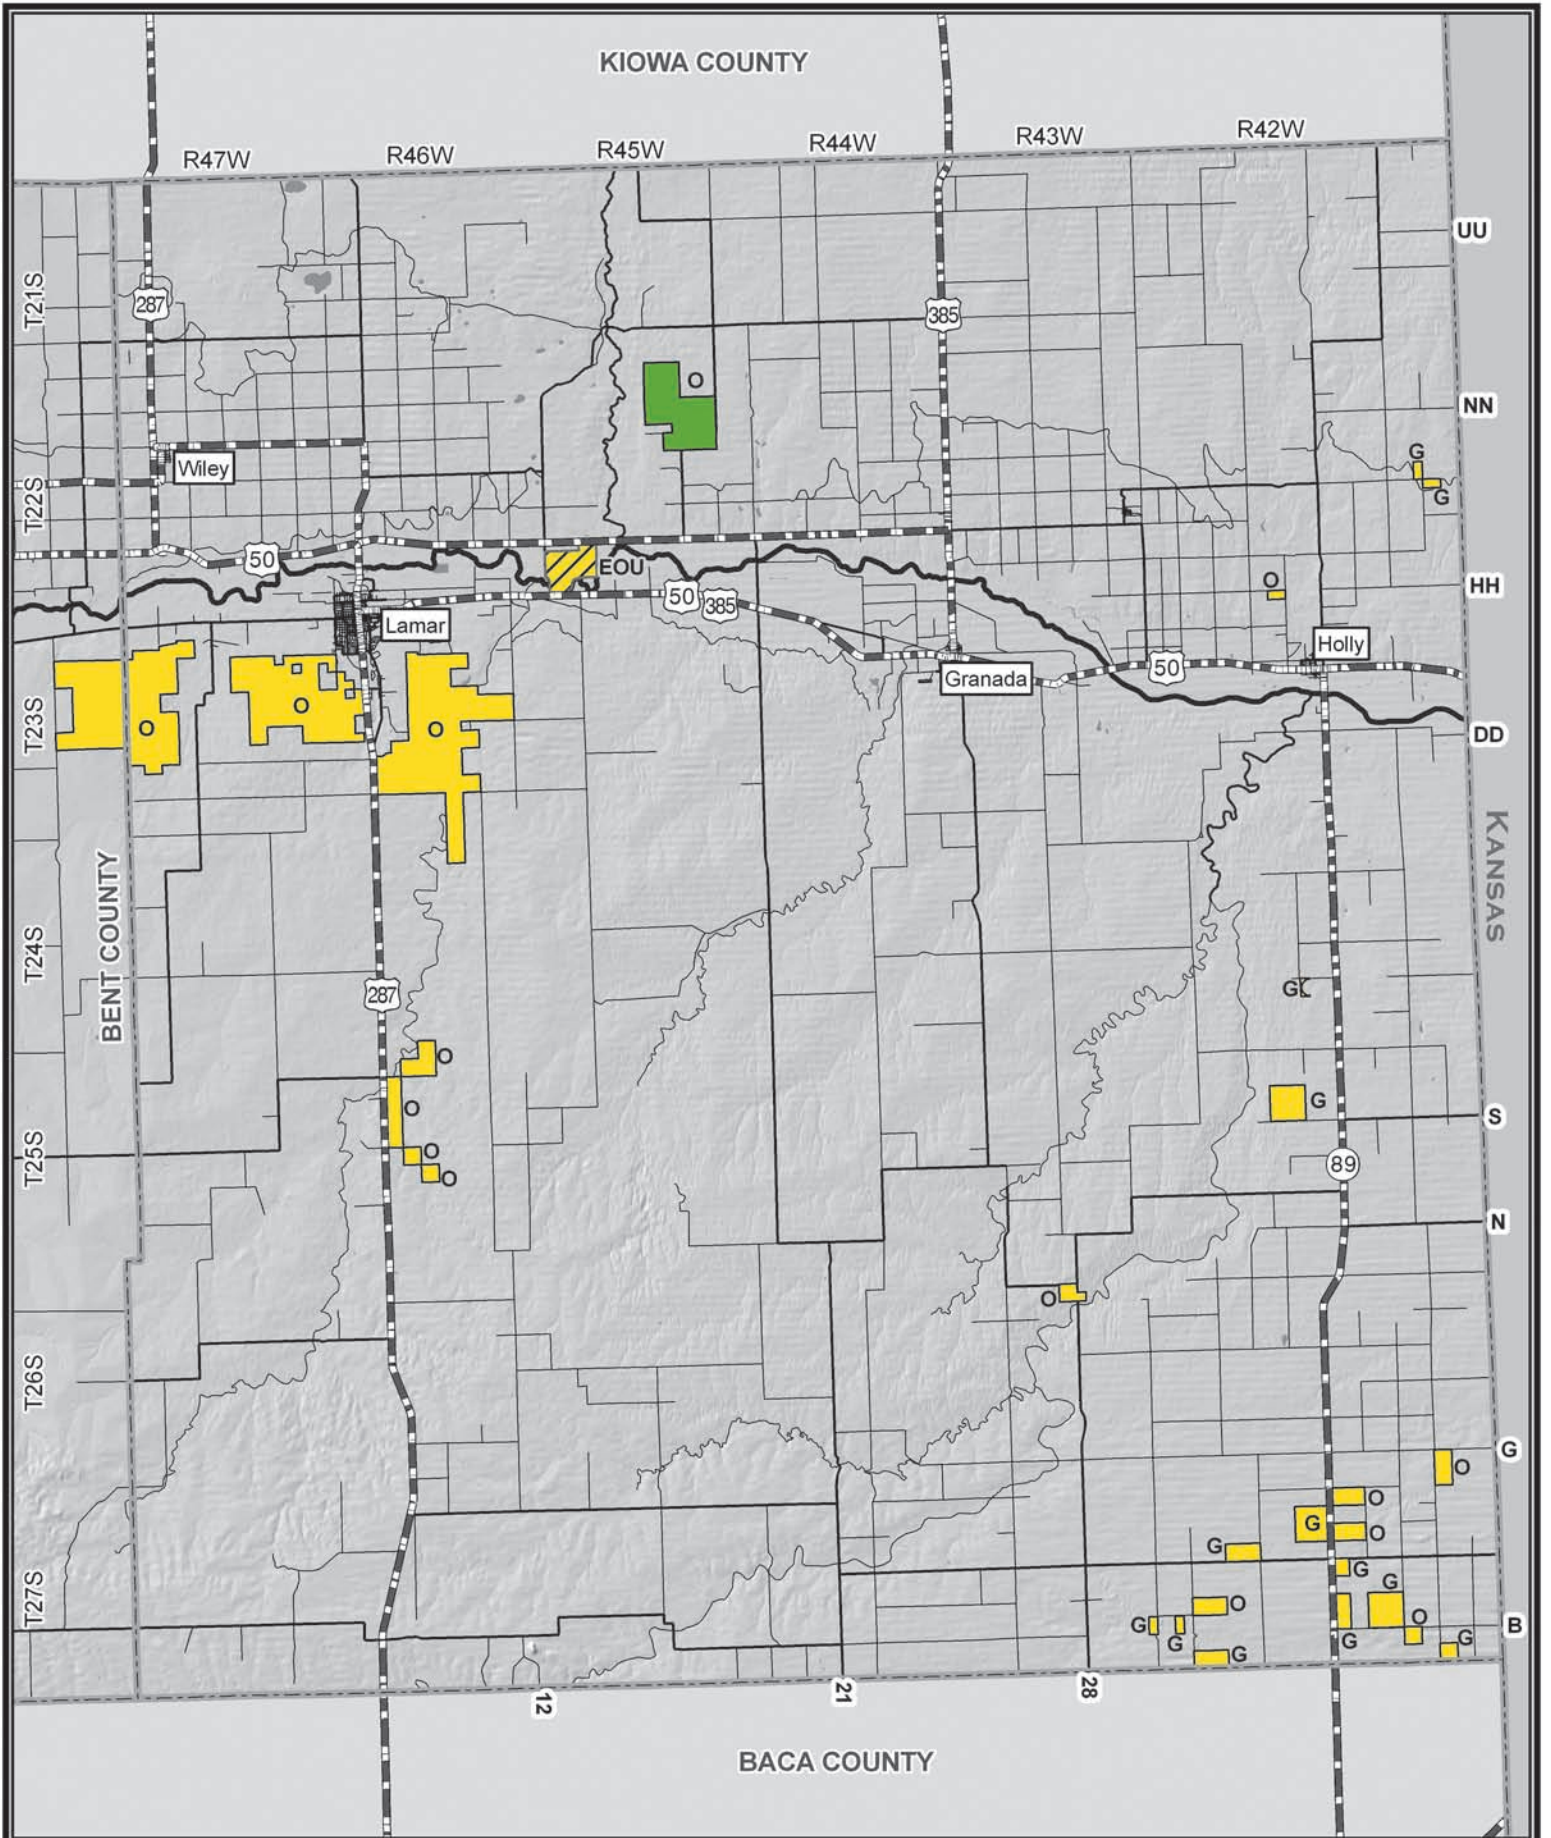 KIOWA COUNTY
R47W
R46W
R45W
R44W
R43W
R42W
UU
T21S
287
385
O
NN
Wiley
G
G
T22S
50
EOU
O
HH
50
385
Lamar
Holly
Granada
50
O
O
O
T23S
DD
KANSAS
BENT COUNTY
T24S
G
287
O
O
G
S
O
O
T25S
89
N
O
T26S
G
O
O
G
O
G
G
G
T27S
O
O
G
G
B
G
G
G
12
21
28
BACA COUNTY